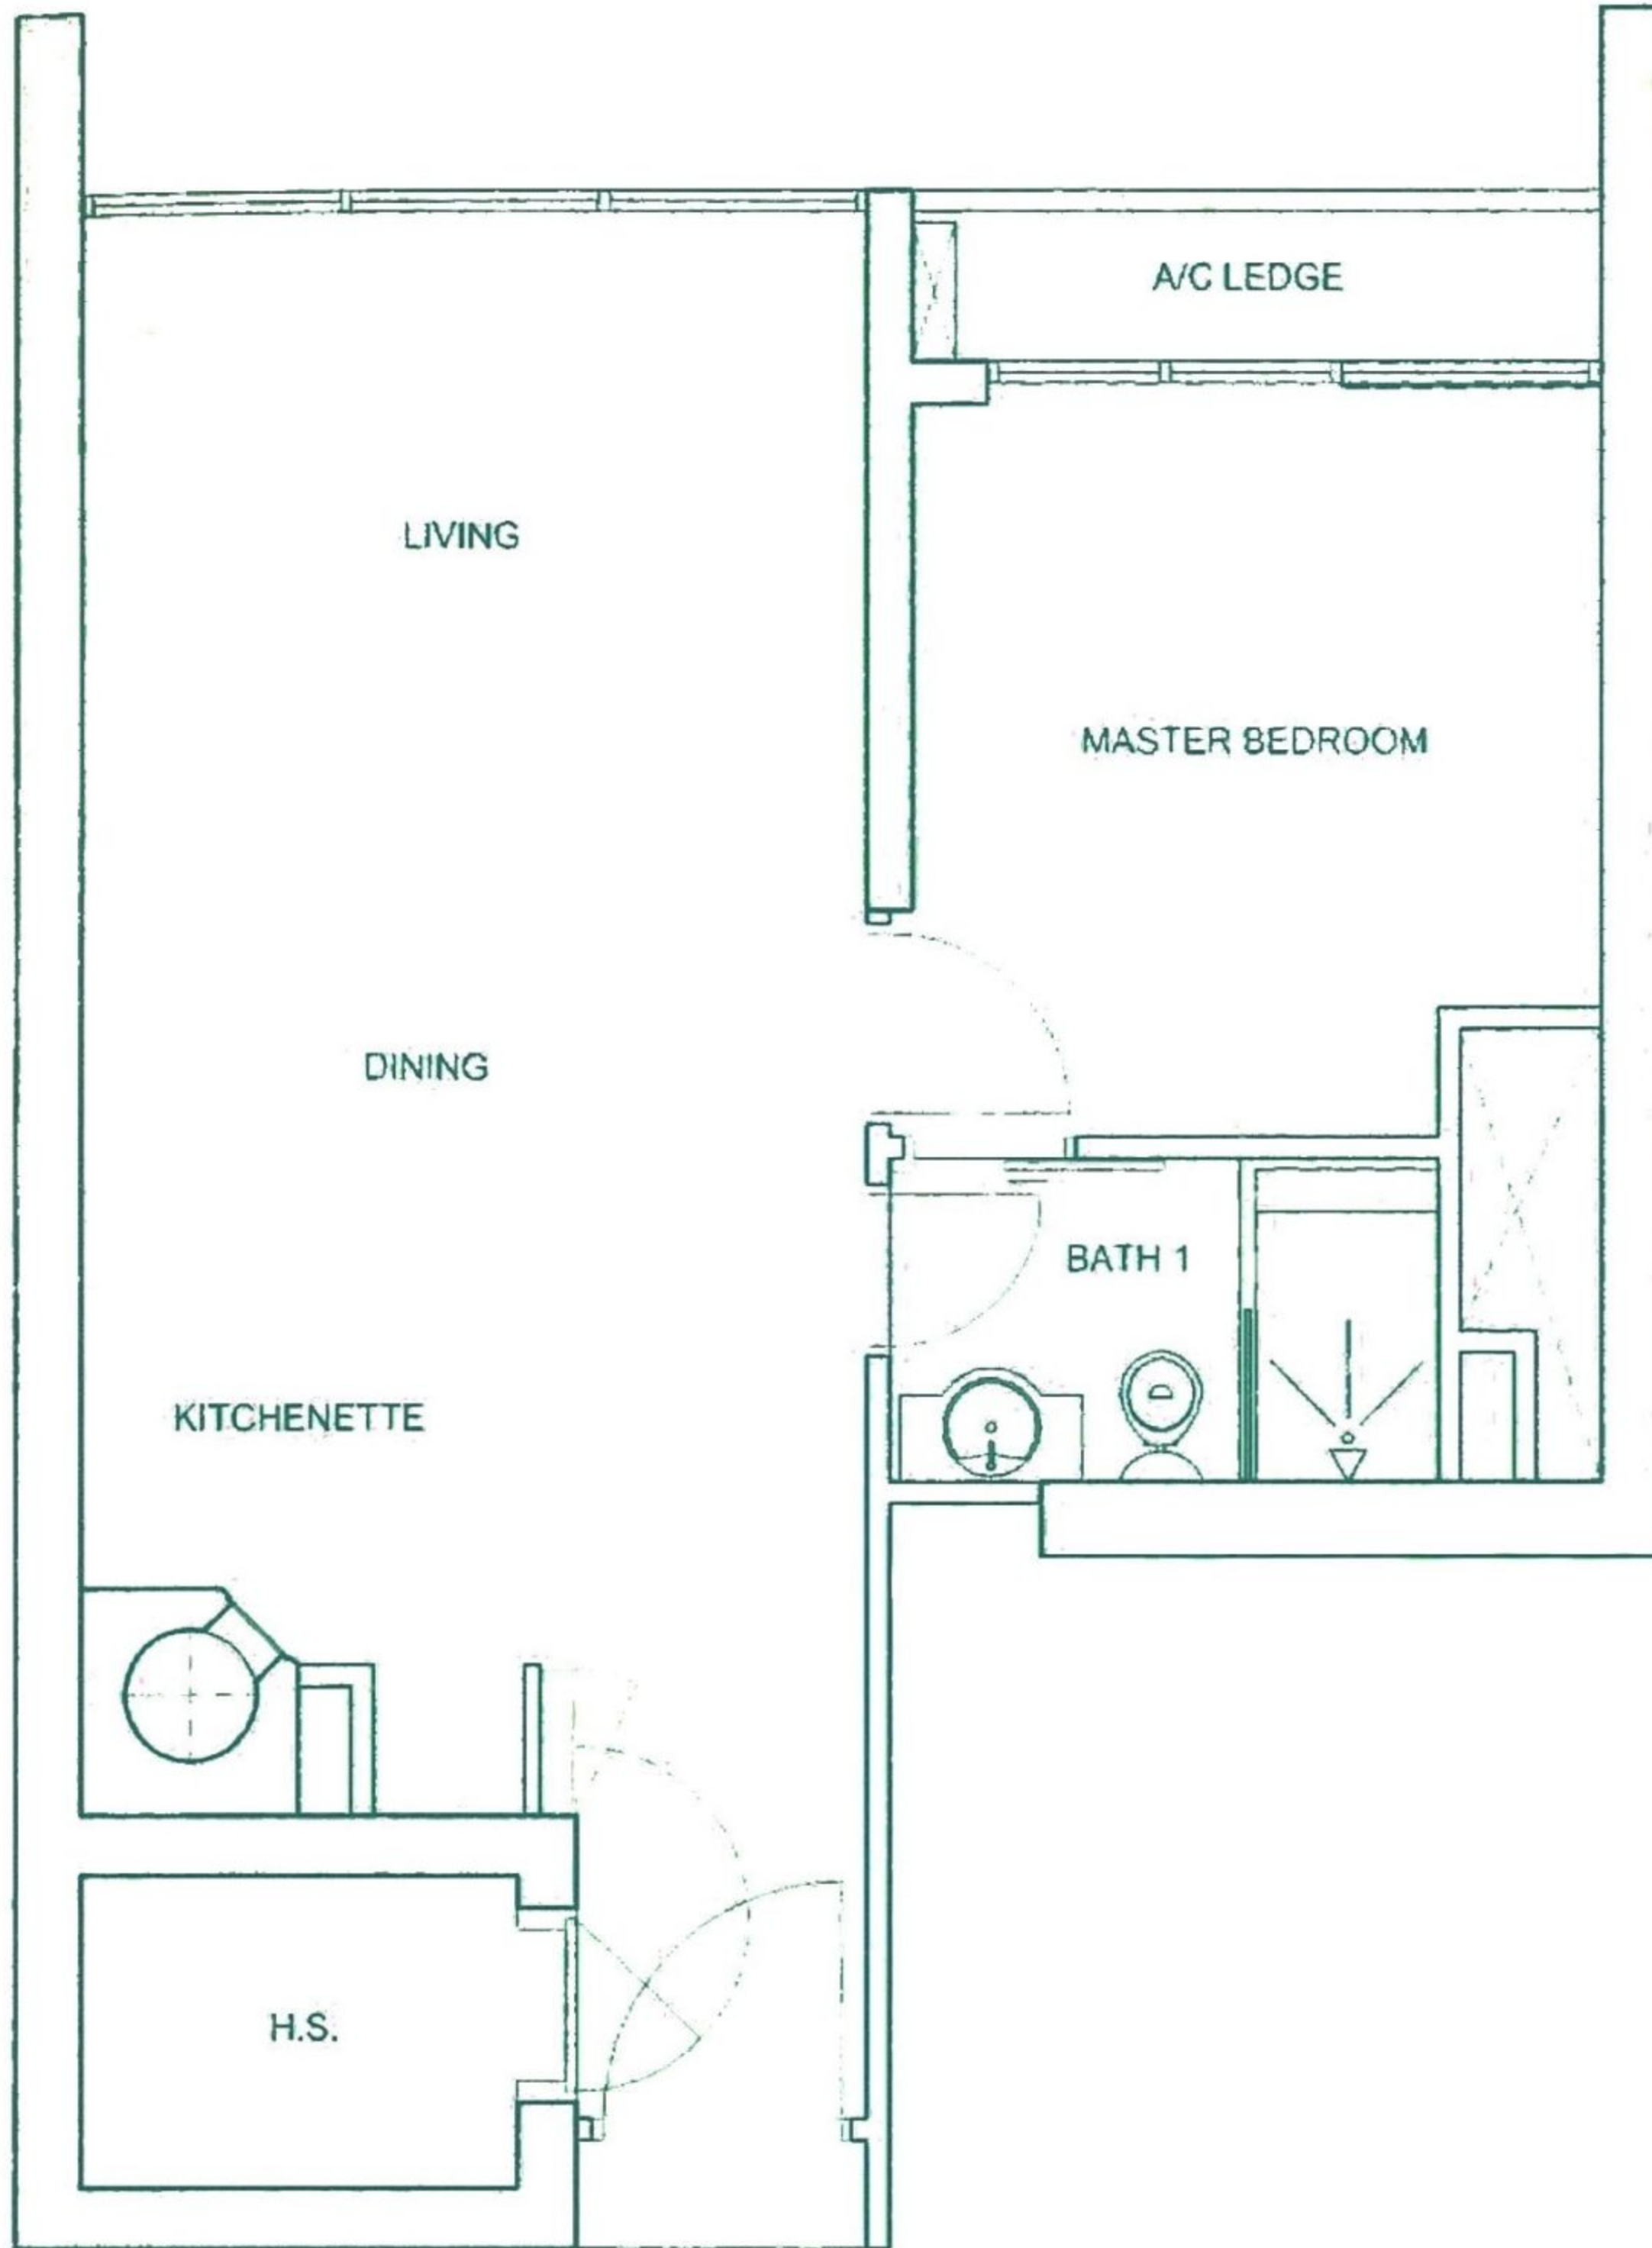 A/C LEDGE
LIVING
MASTER BEDROOM
DINING
BATH 1
KITCHENETTE
H.S.